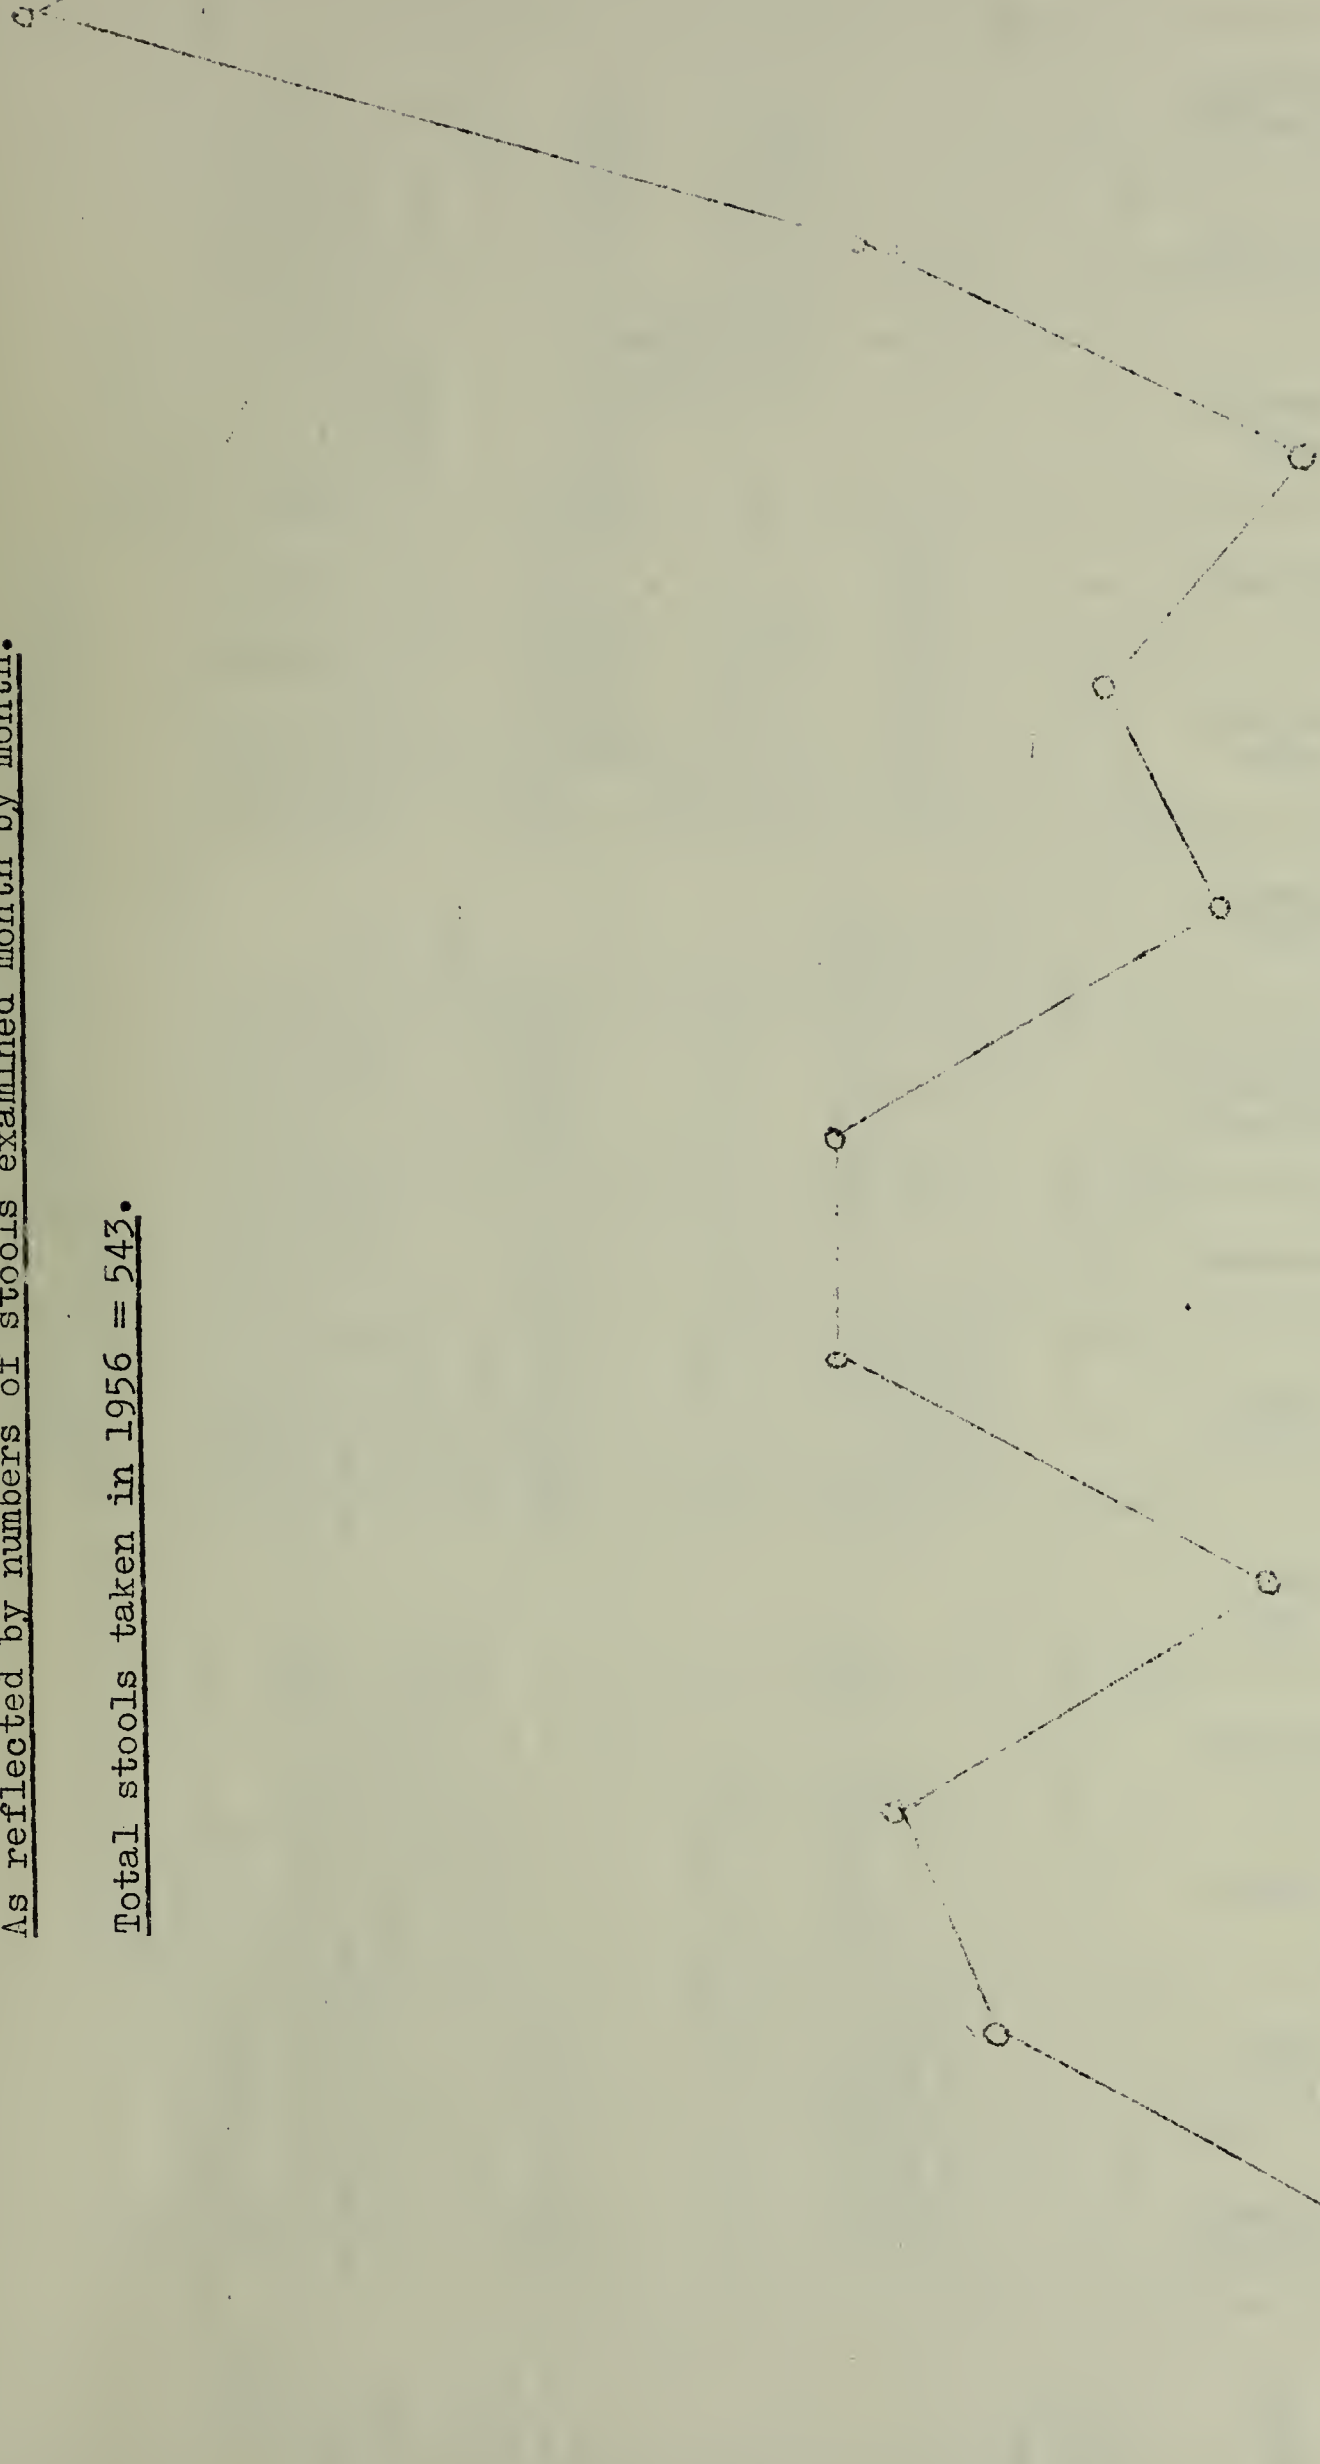 As reflected by numbers of stools examined month by month.
Total stools taken in 1956 = 543.